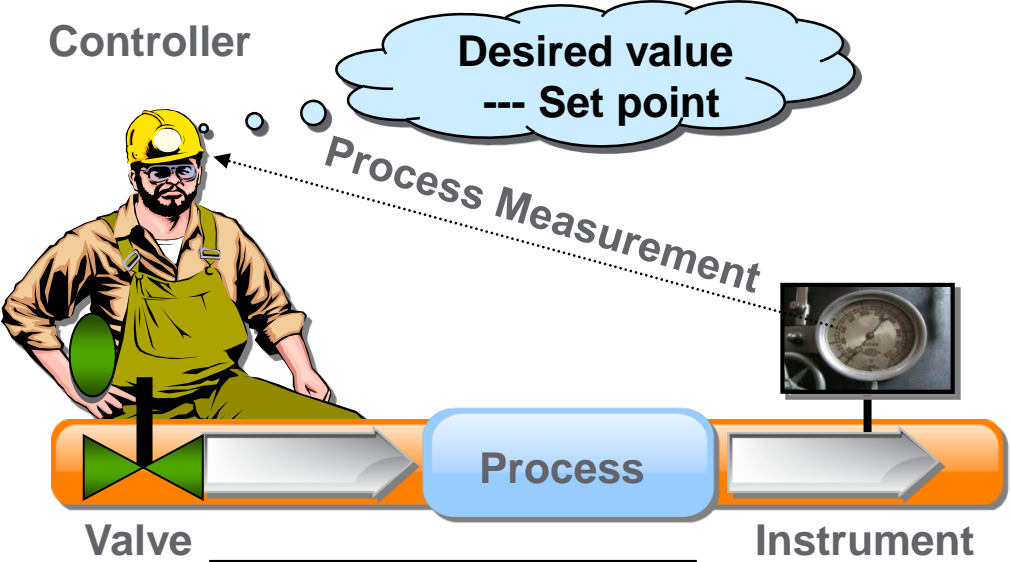 Controller
Desired value
--- Set point
Process Measurement
Process
Valve
Instrument